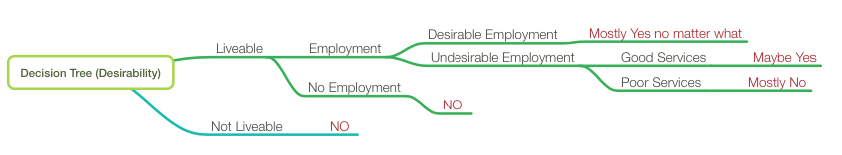 Decision Tree (Desirability)
Liveable
Employment
Desirable Employment
Mostly Yes no matter what
Undesirable Employment
Good Services
Maybe Yes
Poor Services
Mostly No
No Employment
NO
Not Liveable
NO